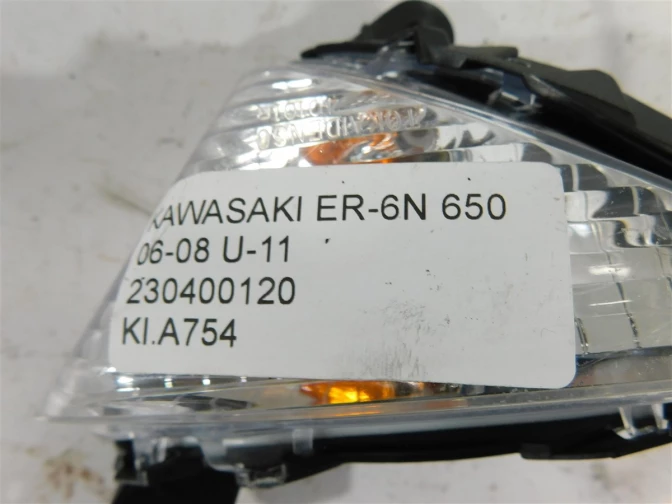 KAWASAKI ER-6N 650
06-08 U-11
230400120
KI.A754